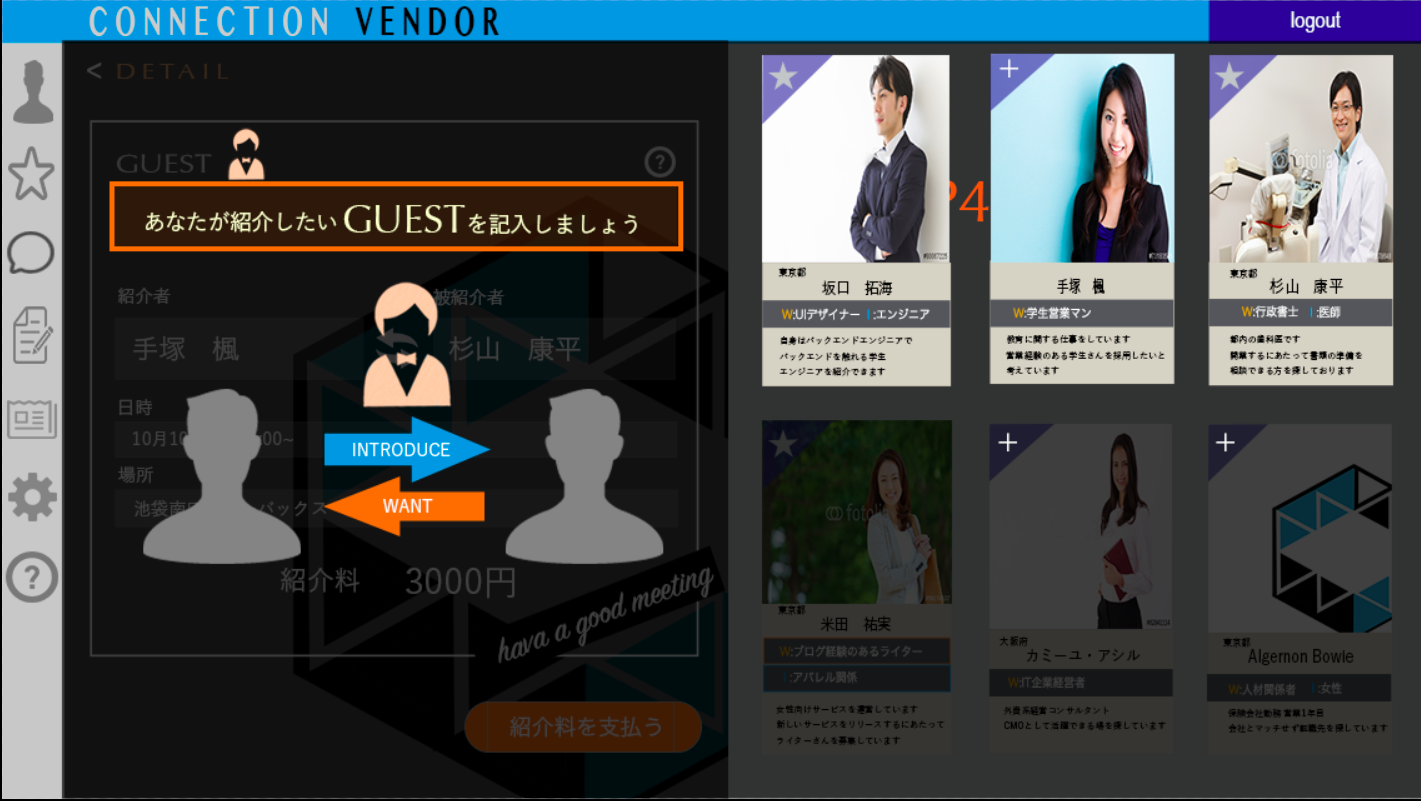 CONNECTION VENDOR
logout
< DETAIL
GUEST
?
あなたが紹介したい GUESTを記入しましょう
紹介者
被紹介者
手塚 楓
杉山 康平
日時
10月10
00~
場所
池袋南
バックス
INTRODUCE
WANT
紹介料 3000円
hava a good meeting
紹介料を支払う
?
P4
東京都
坂口 拓海
W:UIデザイナー I:エンジニア
自身はバックエンドエンジニアで
バックエンドを触れる学生
エンジニアを紹介できます
手塚 楓
W:学生営業マン
教育に関する仕事をしています
営業経験のある学生さんを採用したいと
考えています
fotolia
東京都
杉山 康平
W:行政書士 I:医師
都内の歯科医です
開業するにあたって書類の準備を
相談できる方を探しております
fotolia
東京都
米田 祐実
W:ブログ経験のあるライター
I:アパレル関係
女性向けサービスを運営しています
新しいサービスをリリースするにあたって
ライターさんを募集しています
大阪府
カミーユ・アシル
W:IT企業経営者
外資系経営コンサルタント
CMOとして活躍できる場を探しています
東京都
Algernon Bowle
W:人材関係者 I:女性
保険会社勤務 営業1年目
会社とマッチせず転職先を探しています